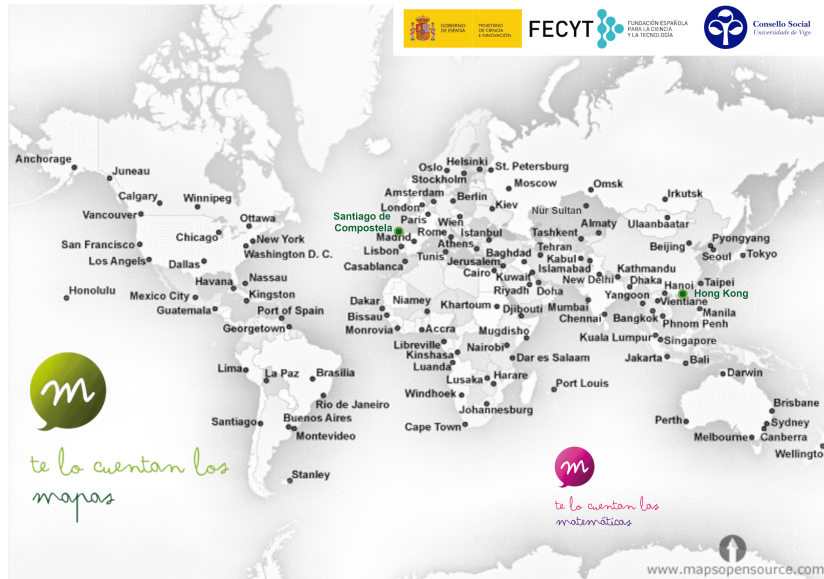 GOBIERNO
DE ESPAÑA
MINISTERIO
DE CIENCIA
E INNOVACIÓN
FECYT
FUNDACIÓN ESPAÑOLA
PARA LA CIENCIA
Y LA TECNOLOGÍA
Consello Social
Universidade de Vigo
Anchorage
Juneau
Calgary
Winnipeg
Vancouver
Ottawa
San Francisco
Chicago
New York
Washington D. C.
Los Angeles
Dallas
Havana
Nassau
Honolulu
Mexico City
Kingston
Guatemala
Port of Spain
Georgetown
Lima
La Paz
Brasilia
Rio de Janeiro
Santiago
Buenos Aires
Montevideo
Stanley
Oslo
Helsinki
St. Petersburg
Stockholm
Moscow
Amsterdam
Berlin
London
Kiev
Santiago de
Compostela
Paris
Wien
Madrid
Rome
Istanbul
Lisbon
Athens
Casablanca
Tunis
Jerusalem
Baghdad
Cairo
Kuwait
Riyadh
Doha
Omsk
Irkutsk
Nur Sultan
Almaty
Ulaanbaatar
Tashkent
Tehran
Kabul
Islamabad
Beijing
Pyongyang
Seoul
Tokyo
New Delhi
Kathmandu
Dhaka
Hanoi
Taipei
Hong Kong
Yangon
Vientiane
Mumbai
Chennai
Bangkok
Manila
Phnom Penh
Kuala Lumpur
Singapore
Jakarta
Bali
Dakar
Niamey
Khartoum
Djibouti
Bissau
Monrovia
Accra
Mugdisho
Libreville
Nairobi
Kinshasa
Dar es Salaam
Luanda
Lusaka
Harare
Port Louis
Windhoek
Johannesburg
Cape Town
Darwin
Brisbane
Perth
Sydney
Melbourne
Canberra
Wellingto
m
te lo cuentan los
mapas
m
te lo cuentan las
matemáticas
www.mapsopensource.com